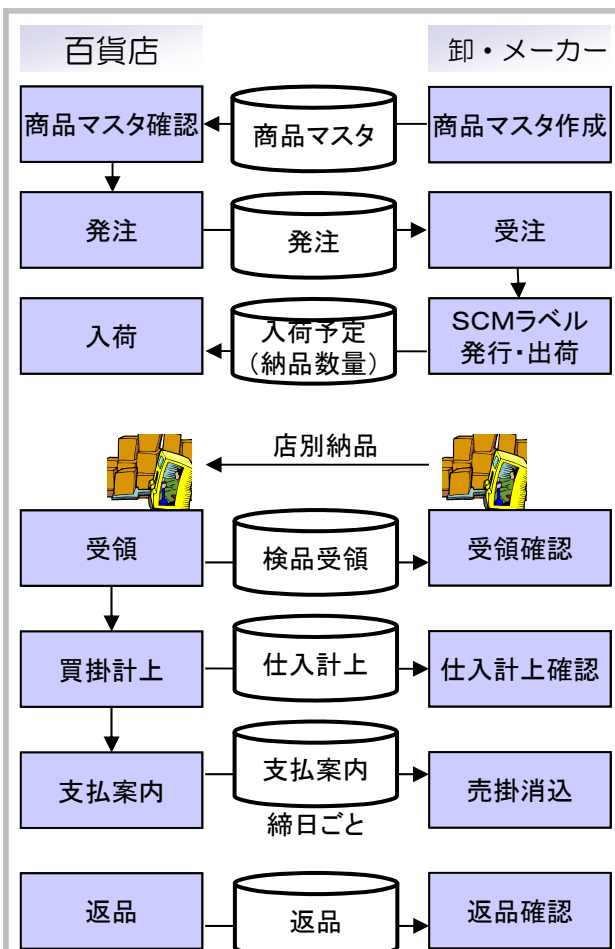 百貨店
卸・メーカー
商品マスタ確認
商品マスタ
商品マスタ作成
発注
発注
受注
入荷
入荷予定
（納品数量）
SCMラベル
発行・出荷
店別納品
受領
検品受領
受領確認
買掛計上
仕入計上
仕入計上確認
支払案内
支払案内
売掛消込
締日ごと
返品
返品
返品確認